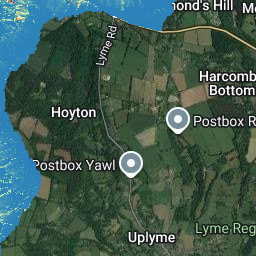 mond's Hill
Lyme Rd
Harcomb
Bottom
Hoyton
Postbox R
Postbox Yawl
Lyme Reg
Uplyme